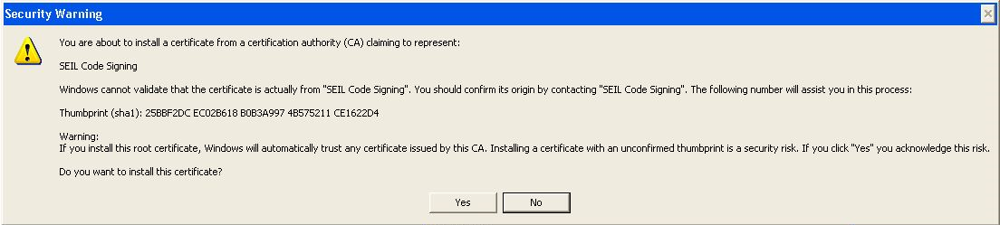 Security Warning
You are about to install a certificate from a certification authority (CA) claiming to represent:
SEIL Code Signing
Windows cannot validate that the certificate is actually from "SEIL Code Signing". You should confirm its origin by contacting "SEIL Code Signing". The following number will assist you in this process:
Thumbprint (sha1): 25BBF2DC EC02B618 B0B3A997 4B575211 CE1622D4
Warning:
If you install this root certificate, Windows will automatically trust any certificate issued by this CA. Installing a certificate with an unconfirmed thumbprint is a security risk. If you click "Yes" you acknowledge this risk.
Do you want to install this certificate?
Yes No